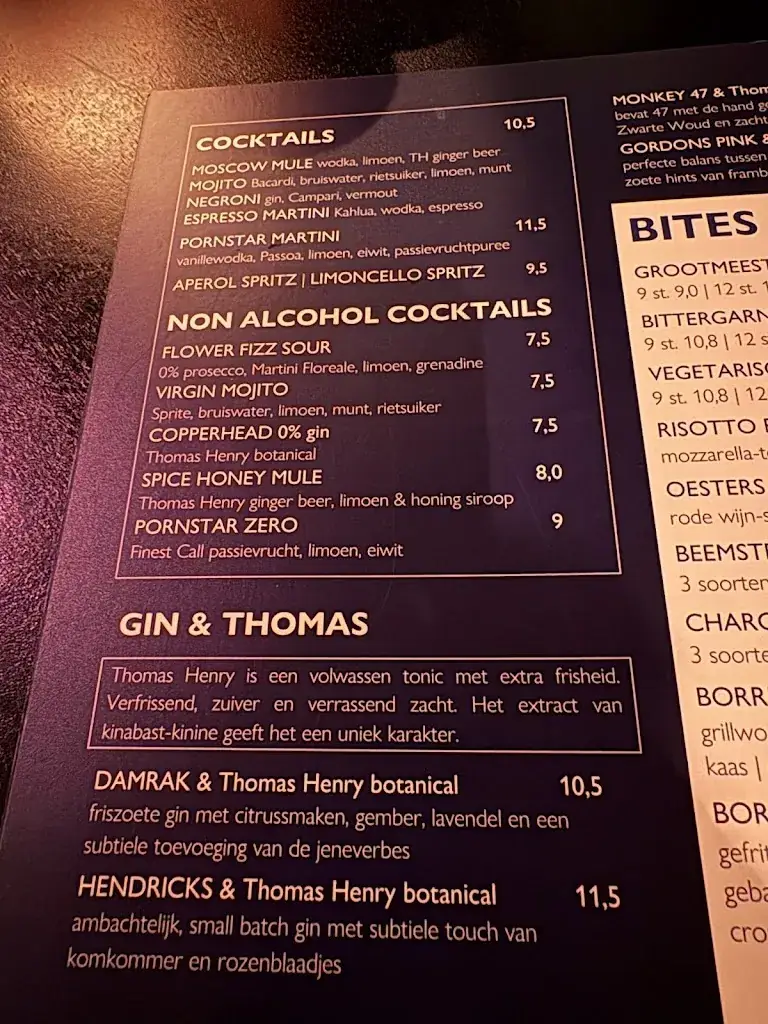 COCKTAILS 10,5
MOSCOW MULE wodka, limoen, TH ginger beer
MOJITO Bacardi, bruiswater, rietsuiker, limoen, munt
NEGRONI gin, Campari, vermout
ESPRESSO MARTINI Kahlua, wodka, espresso
PORNSTAR MARTINI 11,5
vanillewodka, Passoa, limoen, eiwit, passievruchtpuree
APEROL SPRITZ | LIMONCELLO SPRITZ 9,5
NON ALCOHOL COCKTAILS
FLOWER FIZZ SOUR 7,5
0% prosecco, Martini Floreale, limoen, grenadine
VIRGIN MOJITO 7,5
Sprite, bruiswater, limoen, munt, rietsuiker
COPPERHEAD 0% gin 7,5
Thomas Henry botanical
SPICE HONEY MULE 8,0
Thomas Henry ginger beer, limoen & honing siroop
PORNSTAR ZERO 9
Finest Call passievrucht, limoen, eiwit
GIN & THOMAS
Thomas Henry is een volwassen tonic met extra frisheid.
Verfrissend, zuiver en verrassend zacht. Het extract van
kinabast-kinine geeft het een uniek karakter.
DAMRAK & Thomas Henry botanical 10,5
friszoete gin met citrussmaken, gember, lavendel en een
subtiele toevoeging van de jeneverbes
HENDRICKS & Thomas Henry botanical 11,5
ambachtelijk, small batch gin met subtiele touch van
komkommer en rozenblaadjes
MONKEY 47 & Thom
bevat 47 met de hand
Zwarte Woud en zacht
GORDONS PINK &
perfecte balans tussen
zoete hints van framb
BITES
GROOTMEEST
9 st. 9,0 | 12 st. 1
BITTERGARN
9 st. 10,8 | 12 s
VEGETARISC
9 st. 10,8 | 12
RISOTTO
mozzarella-t
OESTERS
rode wijn-s
BEEMST
3 soorten
CHARC
3 soorte
BORR
grillwo
kaas |
BOR
gefrit
geba
cro